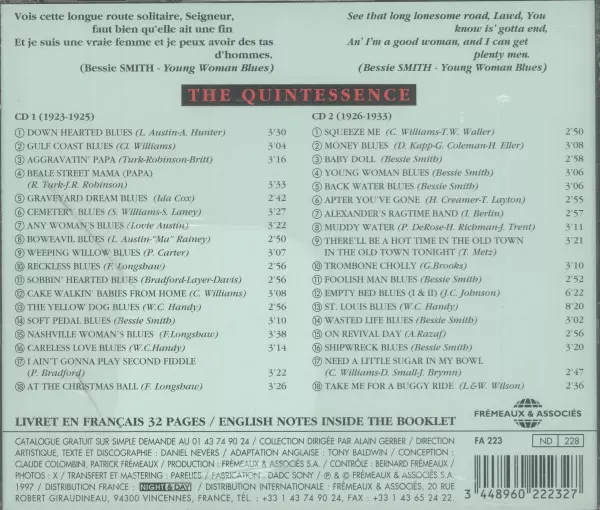 Vois cette longue route solitaire, Seigneur,
faut bien qu'elle ait une fin
Et je suis une vraie femme et je peux avoir des tas
d'hommes.
(Bessie SMITH - Young Woman Blues)
See that long lonesome road, Lawd, You
know is' gotta end,
An' I'm a good woman, and I can get
plenty men.
(Bessie SMITH - Young Woman Blues)
THE QUINTESSENCE
CD 1 (1923-1925)
① DOWN HEARTED BLUES (L. Austin-A. Hunter) 3'30
② GULF COAST BLUES (Cl. Williams) 3'04
③ AGGRAVATIN' PAPA (Turk-Robinson-Britt) 3'16
④ BEALE STREET MAMA (PAPA)
(R. Turk-J.R. Robinson) 3'33
⑤ GRAVEYARD DREAM BLUES (Ida Cox) 2'42
⑥ CEMETERY BLUES (S. Williams-S. Laney) 3'27
⑦ ANY WOMAN'S BLUES (Lovie Austin) 3'22
⑧ BOWEAVIL BLUES (L. Austin-"Ma" Rainey) 2'50
⑨ WEEPING WILLOW BLUES (P. Carter) 3'07
⑩ RECKLESS BLUES (F. Longshaw) 2'56
⑪ SOBBIN' HEARTED BLUES (Bradford-Layer-Davis) 2'56
⑫ CAKE WALKIN' BABIES FROM HOME (C. Williams) 3'08
⑬ THE YELLOW DOG BLUES (W.C. Handy) 2'56
⑭ SOFT PEDAL BLUES (Bessie Smith) 3'10
⑮ NASHVILLE WOMAN'S BLUES (F.Longshaw) 3'38
⑯ CARELESS LOVE BLUES (W.C.Handy) 3'14
⑰ I AIN'T GONNA PLAY SECOND FIDDLE
(P. Bradford) 3'22
⑱ AT THE CHRISTMAS BALL (F. Longshaw) 3'26
CD 2 (1926-1933)
① SQUEEZE ME (C. Williams-T.W. Waller) 2'50
② MONEY BLUES (D. Kapp-G. Coleman-H. Eller) 3'08
③ BABY DOLL (Bessie Smith) 2'58
④ YOUNG WOMAN BLUES (Bessie Smith) 3'06
⑤ BACK WATER BLUES (Bessie Smith) 3'06
⑥ APTER YOU'VE GONE (H. Creamer-T. Layton) 2'55
⑦ ALEXANDER'S RAGTIME BAND (I. Berlin) 2'57
⑧ MUDDY WATER (P. DeRose-H. Richman-J. Trent) 3'11
⑨ THERE'LL BE A HOT TIME IN THE OLD TOWN 3'21
IN THE OLD TOWN TONIGHT (T. Metz)
⑩ TROMBONE CHOLLY (G.Brooks) 3'10
⑪ FOOLISH MAN BLUES (Bessie Smith) 2'52
⑫ EMPTY BED BLUES (I & II) (J.C. Johnson) 6'22
⑬ ST. LOUIS BLUES (W.C. Handy) 8'20
⑭ WASTED LIFE BLUES (Bessie Smith) 3'02
⑮ ON REVIVAL DAY (A.Razaf) 2'56
⑯ SHIPWRECK BLUES (Bessie Smith) 3'20
⑰ NEED A LITTLE SUGAR IN MY BOWL
(C. Williams-D. Small-J. Brymn) 2'47
⑱ TAKE ME FOR A BUGGY RIDE (L.&W. Wilson) 2'36
LIVRET EN FRANÇAIS 32 PAGES / ENGLISH NOTES INSIDE THE BOOKLET
FRÉMEAUX & ASSOCIÉS
CATALOGUE GRATUIT SUR SIMPLE DEMANDE AU 01 43 74 90 24 / COLLECTION DIRIGÉE PAR ALAIN GERBER / DIRECTION
ARTISTIQUE, TEXTE ET DISCOGRAPHIE : DANIEL NEVERS / ADAPTATION ANGLAISE : TONY BALDWIN / CONCEPTION :
CLAUDE COLOMBINI, PATRICK FRÉMEAUX / PRODUCTION : FRÉMEAUX & ASSOCIÉS S.A. / CONTRÔLE : BERNARD FRÉMEAUX /
PHOTOS : X / TRANSFERT ET MASTERING : PARELIES / FABRICATION : DADC SONY / ℗ & © FRÉMEAUX & ASSOCIÉS S.A.
1997 / DISTRIBUTION FRANCE : NIGHT & DAY / DISTRIBUTION INTERNATIONALE : FRÉMEAUX & ASSOCIÉS, 20 RUE
ROBERT GIRAUDINEAU, 94300 VINCENNES, FRANCE, TÉL. : +33 1 43 74 90 24 / FAX : +33 1 43 65 24 22.
FA 223
ND 228
3 448960 222327